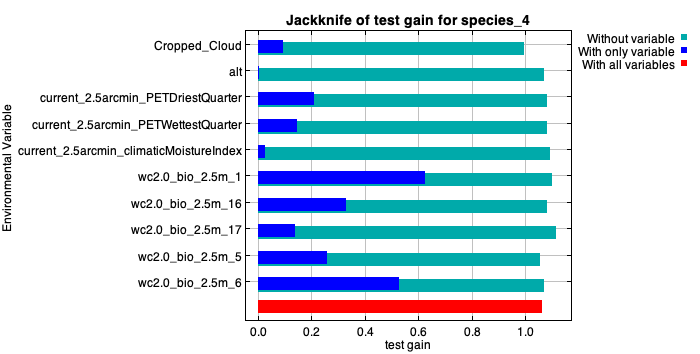 Jackknife of test gain for species_4
Without variable
With only variable
With all variables
Environmental Variable
Cropped_Cloud
alt
current_2.5arcmin_PETDriestQuarter
current_2.5arcmin_PETWettestQuarter
current_2.5arcmin_climaticMoistureIndex
wc2.0_bio_2.5m_1
wc2.0_bio_2.5m_16
wc2.0_bio_2.5m_17
wc2.0_bio_2.5m_5
wc2.0_bio_2.5m_6
0.0 0.2 0.4 0.6 0.8 1.0
test gain